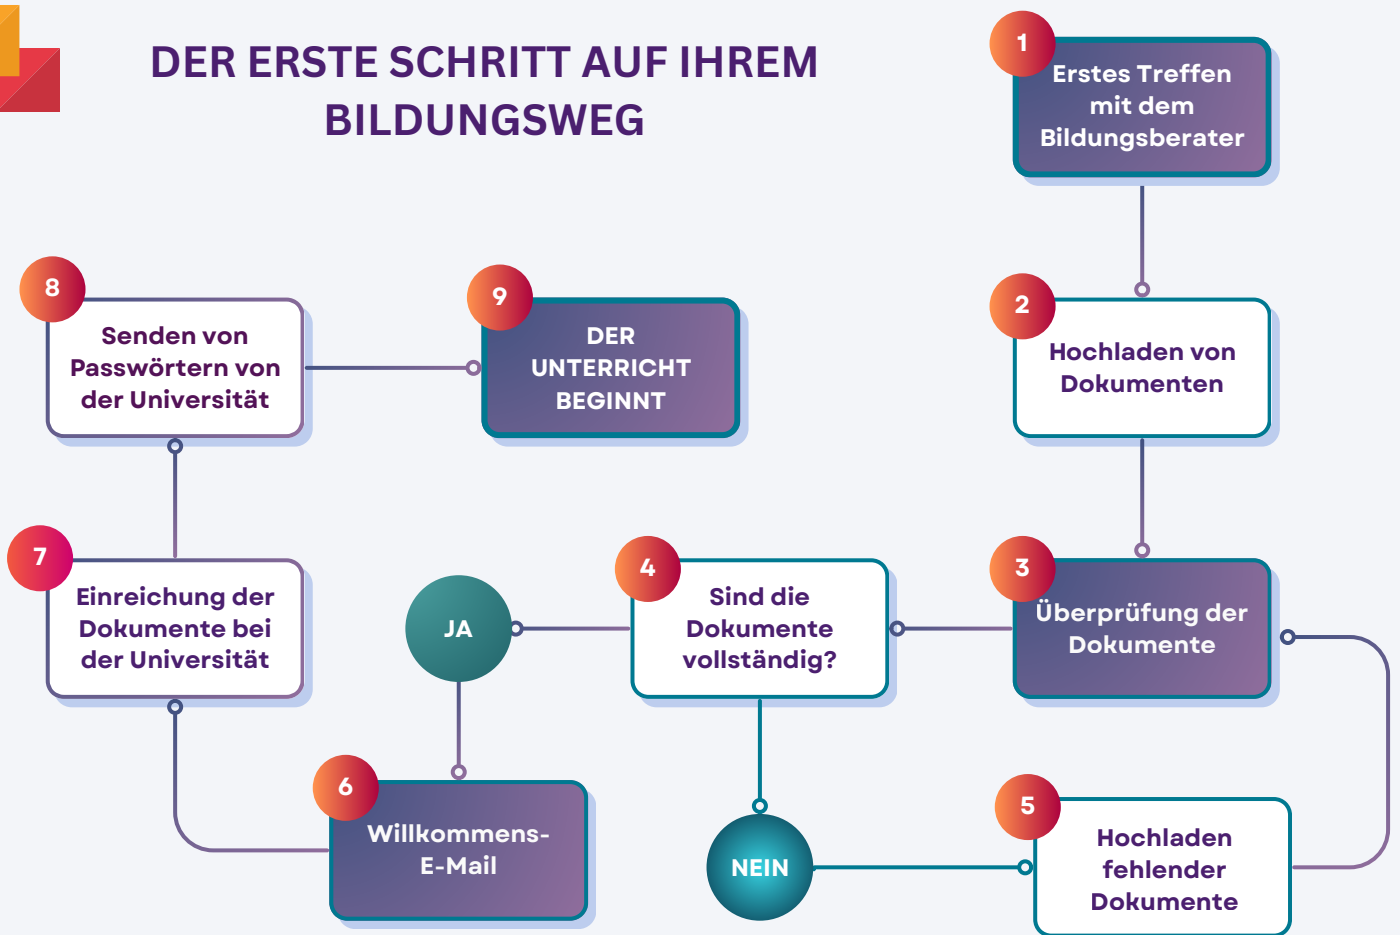 DER ERSTE SCHRITT AUF IHREM
BILDUNGSWEG
1
Erstes Treffen
mit dem
Bildungsberater
2
Hochladen von
Dokumenten
3
Überprüfung der
Dokumente
4
Sind die
Dokumente
vollständig?
JA
NEIN
5
Hochladen
fehlender
Dokumente
6
Willkommens-
E-Mail
7
Einreichung der
Dokumente bei
der Universität
8
Senden von
Passwörtern von
der Universität
9
DER
UNTERRICHT
BEGINNT